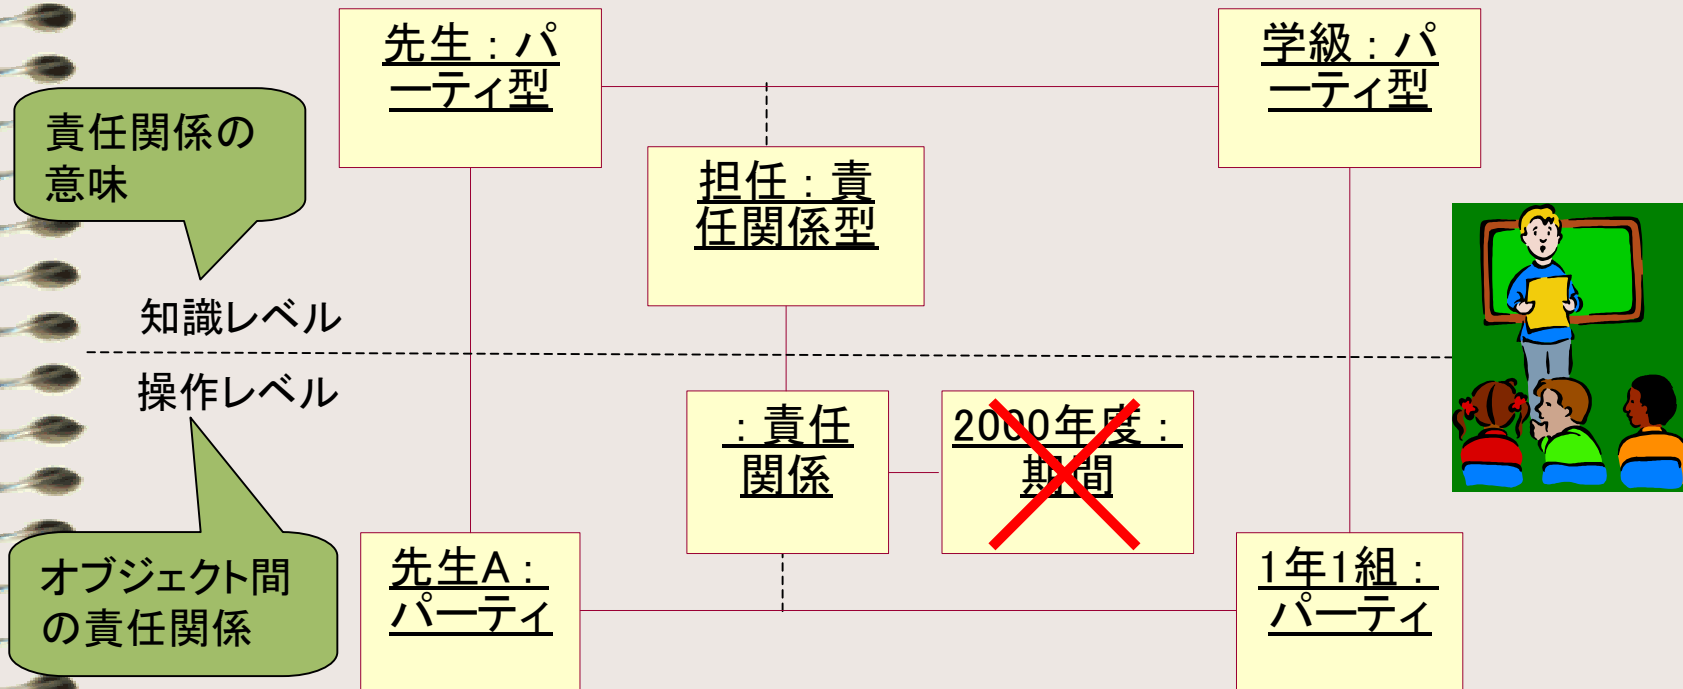 先生：パ
ーティ型
学級：パ
ーティ型
責任関係の
意味
担任：責
任関係型
知識レベル
操作レベル
：責任
関係
2000年度：
期間
オブジェクト間
の責任関係
先生A：
パーティ
1年1組：
パーティ